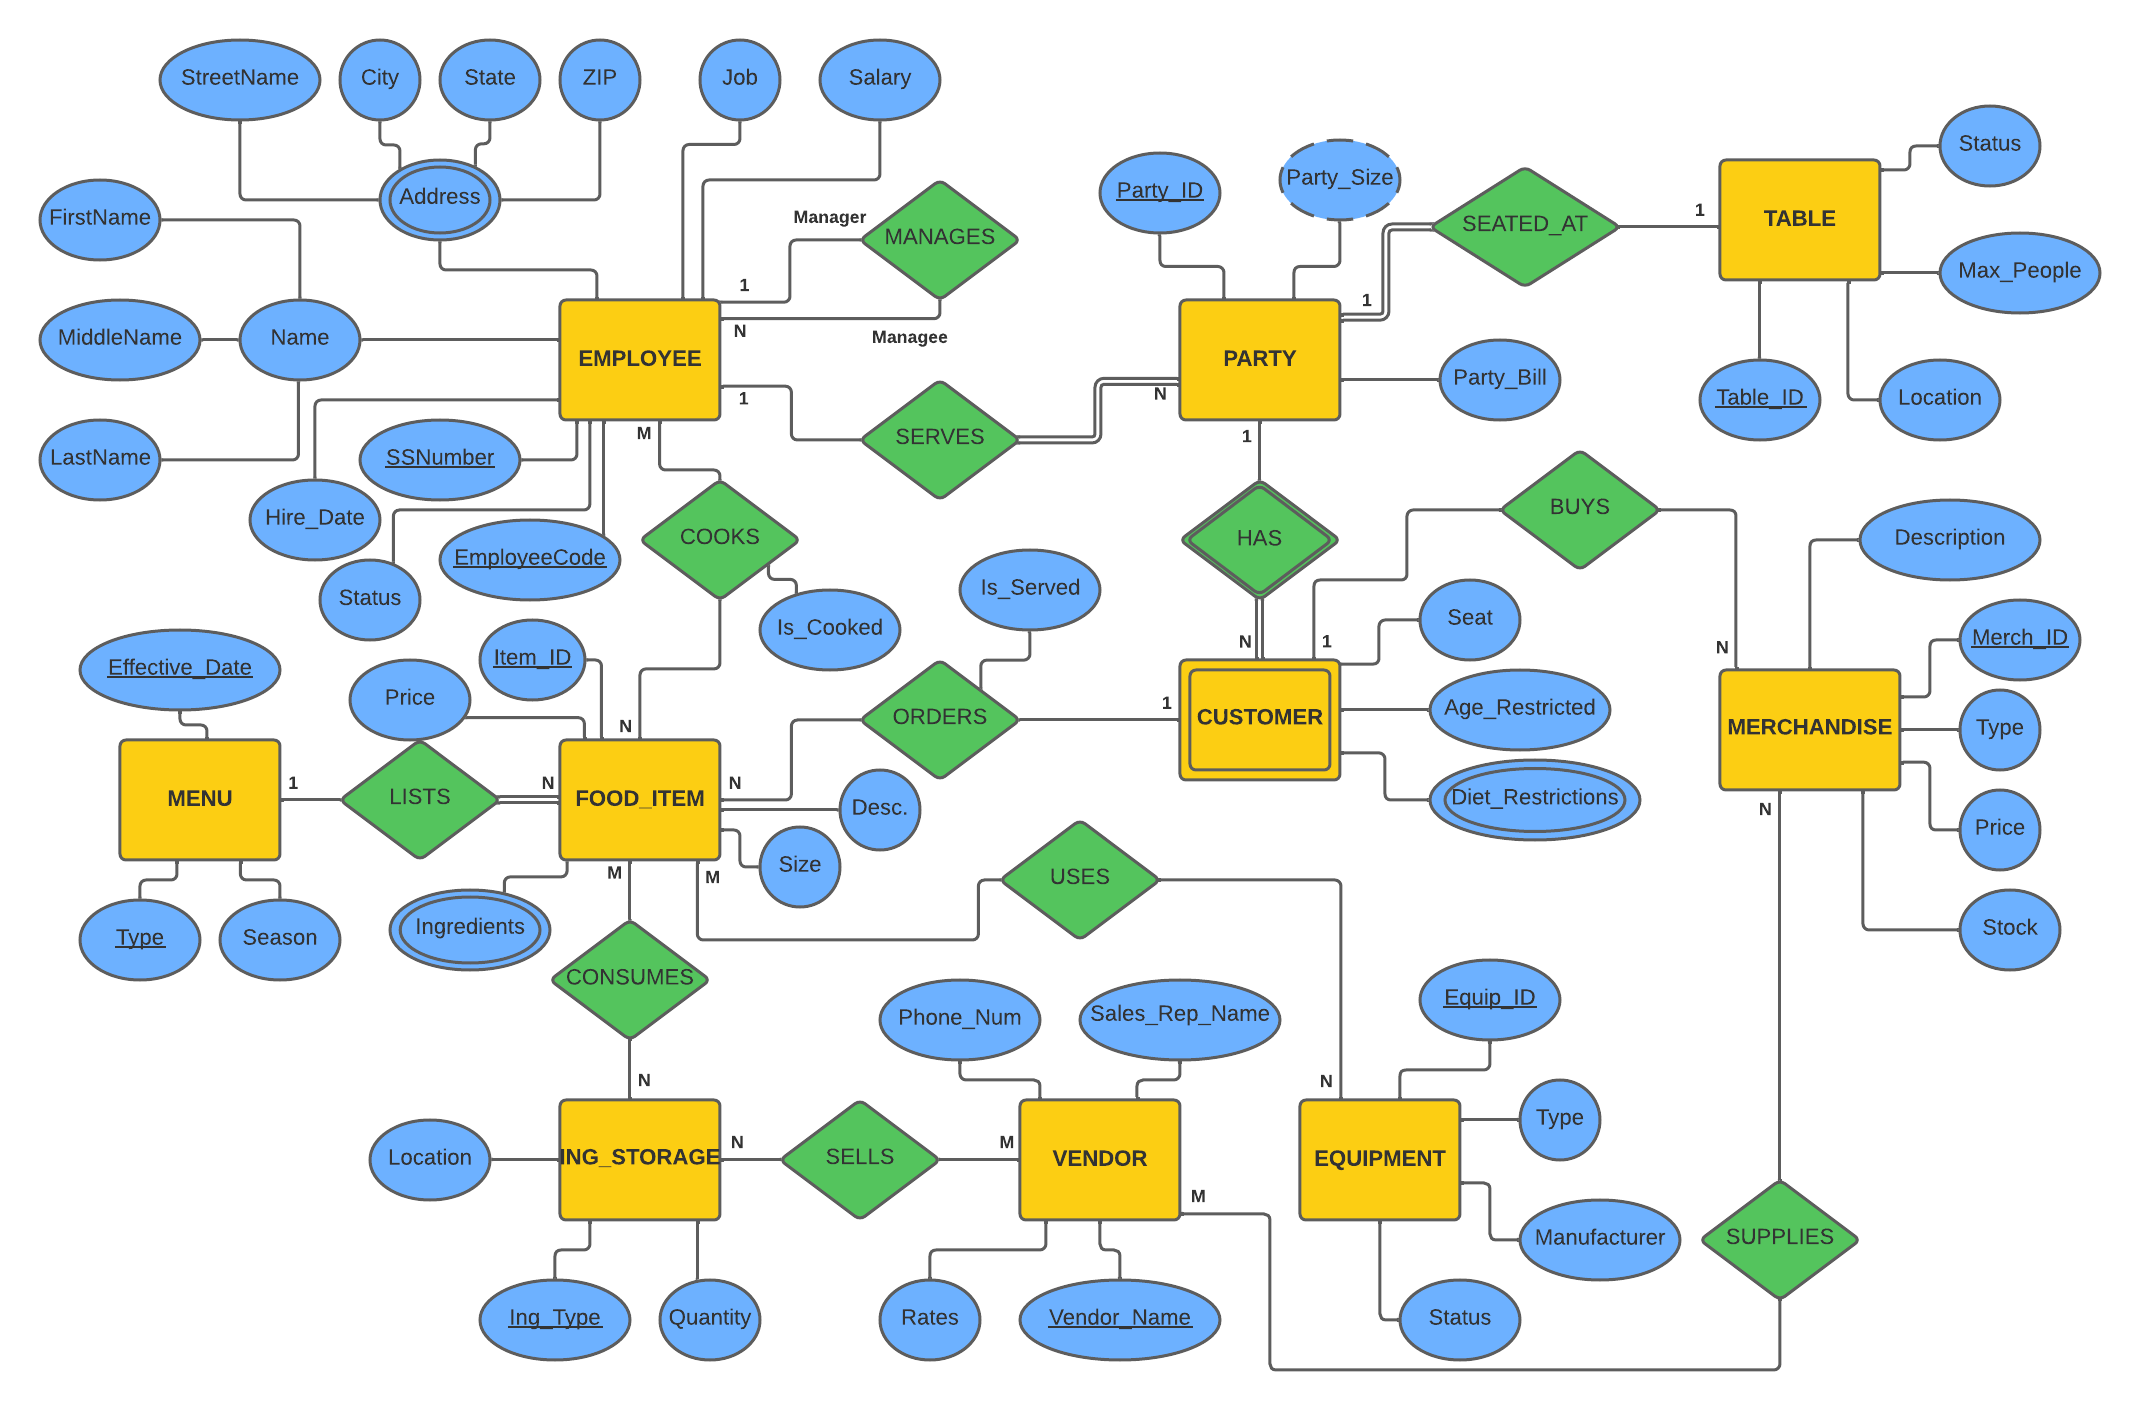 StreetName
City
State
ZIP
Job
Salary
Address
FirstName
MiddleName
Name
LastName
EMPLOYEE
Manager
1
MANAGES
N
Managee
Party_ID
Party_Size
SEATED_AT
1
1
TABLE
Status
Max_People
Table_ID
Location
PARTY
Party_Bill
1
SERVES
N
M
SSNumber
Hire_Date
EmployeeCode
Status
COOKS
Is_Cooked
1
HAS
N
1
BUYS
N
Description
Is_Served
Seat
Effective_Date
Price
Item_ID
N
ORDERS
1
CUSTOMER
Age_Restricted
Diet_Restrictions
MERCHANDISE
Merch_ID
Type
Price
Stock
N
MENU
1
LISTS
N
FOOD_ITEM
N
Desc.
Size
Type
Season
Ingredients
M
M
USES
CONSUMES
N
N
Phone_Num
Sales_Rep_Name
Equip_ID
Location
ING_STORAGE
N
SELLS
M
VENDOR
M
EQUIPMENT
Type
Manufacturer
Status
SUPPLIES
Ing_Type
Quantity
Rates
Vendor_Name